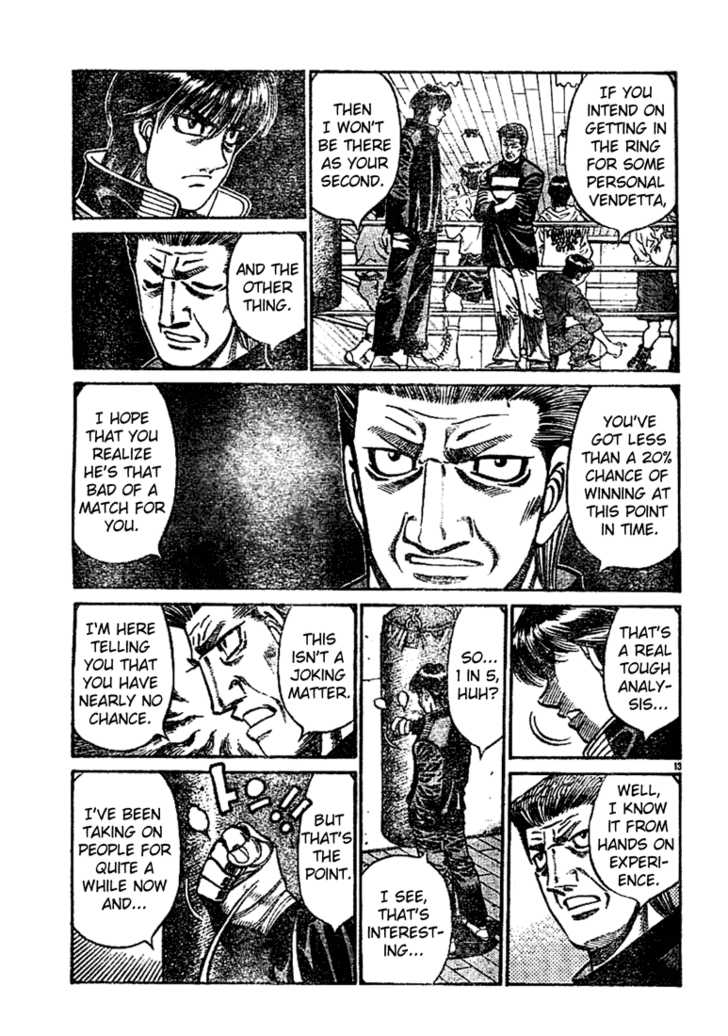 IF YOU
INTEND ON
GETTING IN
THE RING
FOR SOME
PERSONAL
VENDETTA,
THEN
I WON'T
BE THERE
AS YOUR
SECOND.
AND THE
OTHER
THING.
YOU'VE
GOT LESS
THAN A 20%
CHANCE OF
WINNING AT
THIS POINT
IN TIME.
I HOPE
THAT YOU
REALIZE
HE'S THAT
BAD OF A
MATCH FOR
YOU.
THAT'S
A REAL
TOUGH
ANALY-
SIS...
13
WELL,
I KNOW
IT FROM
HANDS ON
EXPERI-
ENCE.
SO...
1 IN 5,
HUH?
I SEE,
THAT'S
INTEREST-
ING...
THIS
ISN'T A
JOKING
MATTER.
I'M HERE
TELLING
YOU THAT
YOU HAVE
NEARLY NO
CHANCE.
BUT
THAT'S
THE
POINT.
トン!!
I'VE BEEN
TAKING ON
PEOPLE FOR
QUITE A
WHILE NOW
AND...